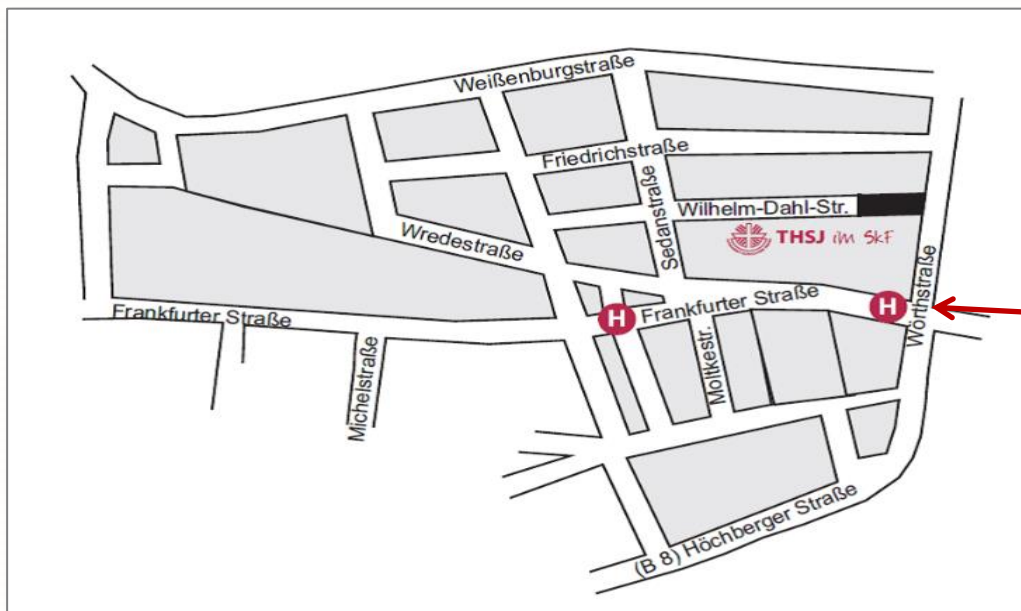 Weißenburgstraße
Friedrichstraße
Sedanstraße
Wilhelm-Dahl-Str.
THSJ im SkF
Wredestraße
Wörthstraße
Frankfurter Straße
H
Frankfurter Straße
H
Moltkestr.
Michelstraße
(B 8) Höchberger Straße